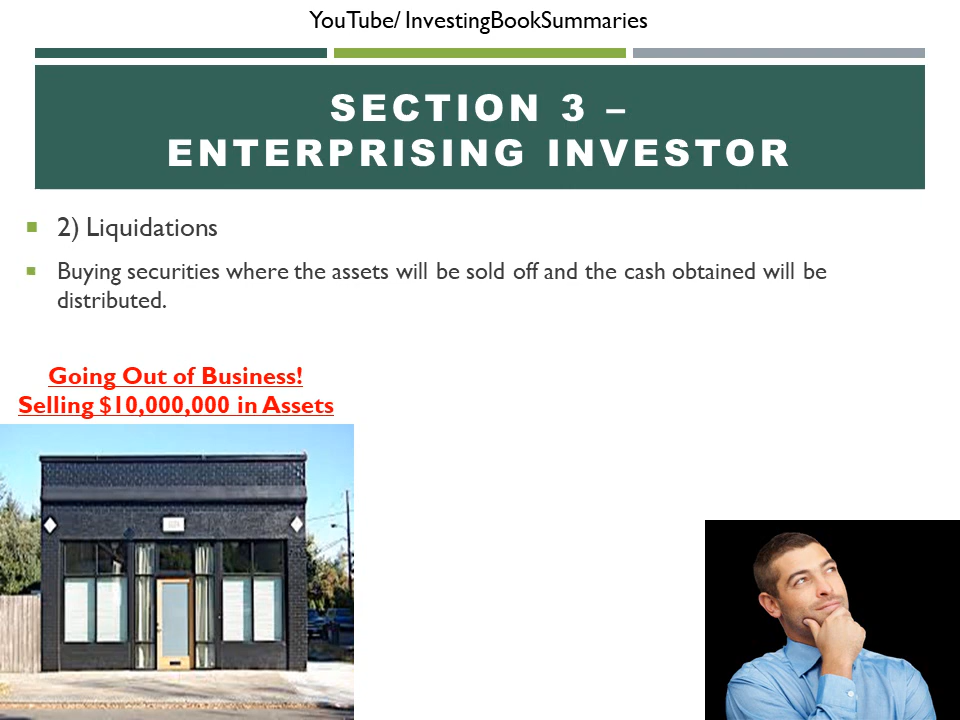 YouTube/ InvestingBookSummaries
SECTION 3 –
ENTERPRISING INVESTOR
2) Liquidations
Buying securities where the assets will be sold off and the cash obtained will be
distributed.
Going Out of Business!
Selling $10,000,000 in Assets